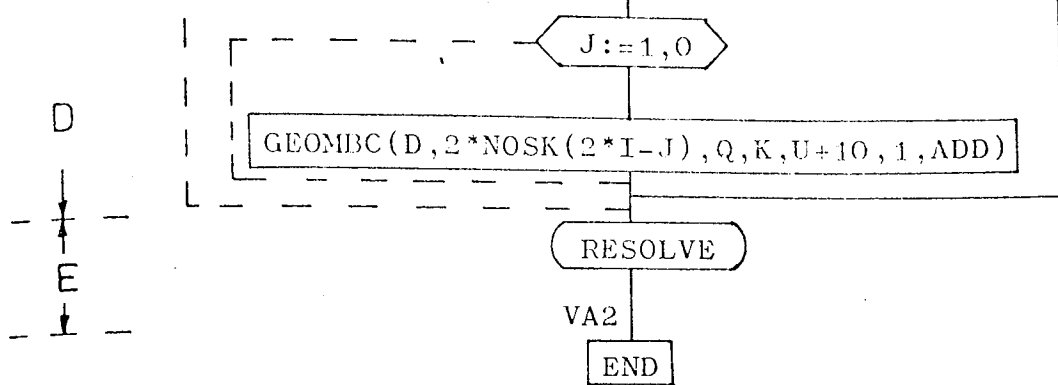 J:=1,0
D
GEOMBC(D,2*NOSK(2*I-J),Q,K,U+10,1,ADD)
RESOLVE
E
VA2
END